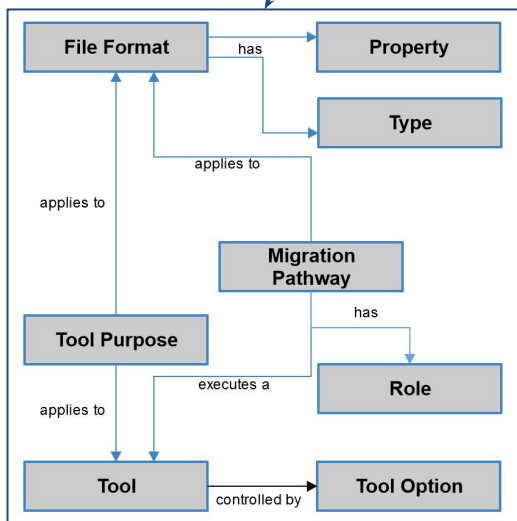 File Format
has
Property
Type
applies to
applies to
Migration
Pathway
has
Tool Purpose
executes a
Role
applies to
Tool
controlled by
Tool Option